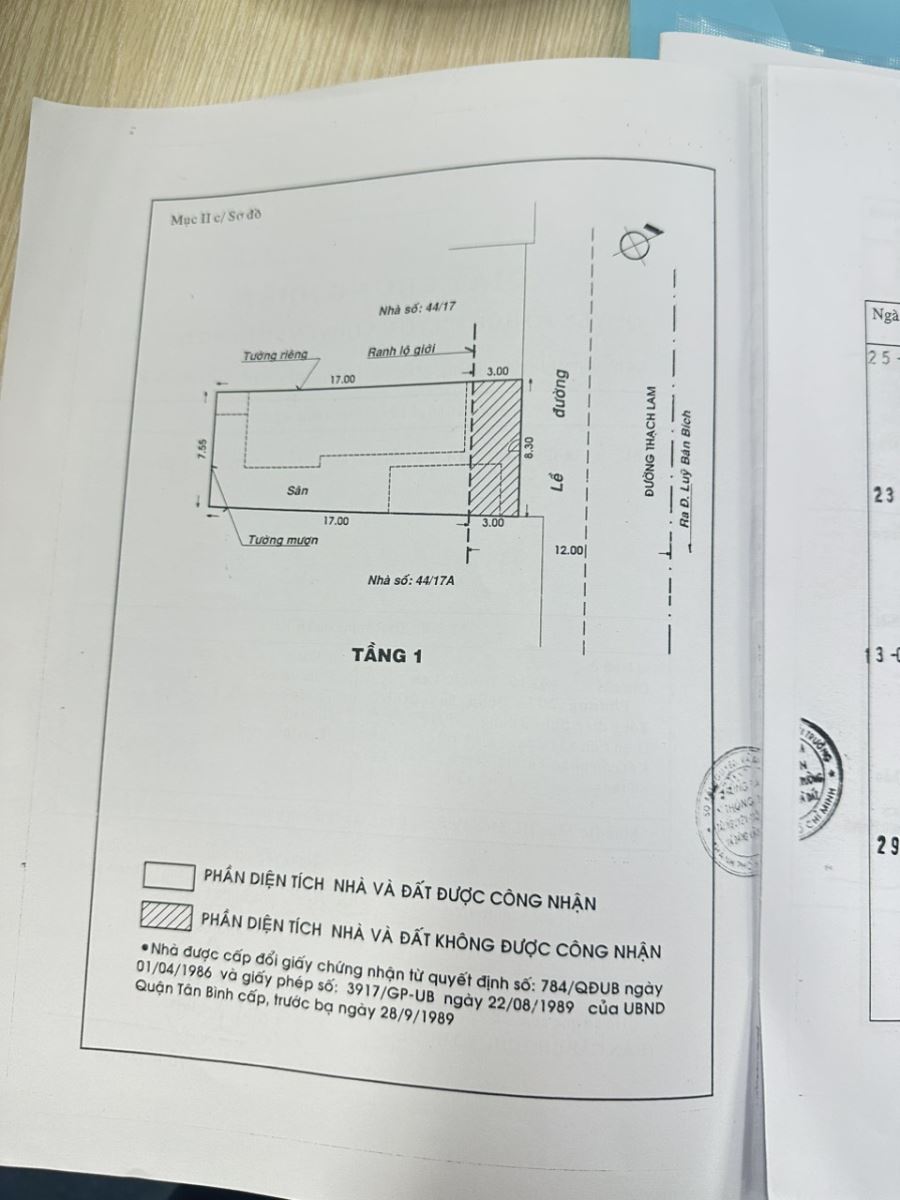 Mục II c/ Sơ đồ
Nhà số: 44/17
Ranh lộ giới
Tường riêng
17.00
3.00
7.55
8.30
Sân
Lề đường
ĐƯỜNG THẠCH LAM
Ra Đ. Luỹ Bán Bích
17.00
3.00
Tường mượn
12.00
Nhà số: 44/17A
TẦNG 1
PHẦN DIỆN TÍCH NHÀ VÀ ĐẤT ĐƯỢC CÔNG NHẬN
PHẦN DIỆN TÍCH NHÀ VÀ ĐẤT KHÔNG ĐƯỢC CÔNG NHẬN
•Nhà được cấp đổi giấy chứng nhận từ quyết định số: 784/QĐUB ngày
01/04/1986 và giấy phép số: 3917/GP-UB ngày 22/08/1989 của UBND
Quận Tân Bình cấp, trước bạ ngày 28/9/1989
Ngà
25-
23
13-0
29
TRƯỜNG
CHÍ MINH